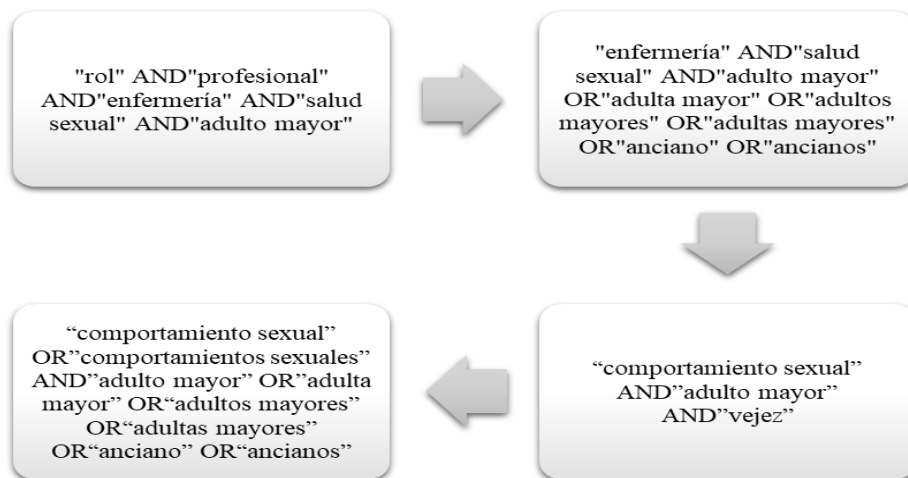 "rol" AND"profesional"
AND"enfermería" AND"salud
sexual" AND"adulto mayor"
"enfermería" AND"salud
sexual" AND"adulto mayor"
OR"adulta mayor" OR"adultos
mayores" OR"adultas mayores"
OR"anciano" OR"ancianos"
“comportamiento sexual”
AND”adulto mayor”
AND”vejez”
“comportamiento sexual”
OR”comportamientos sexuales”
AND”adulto mayor” OR”adulta
mayor” OR“adultos mayores”
OR“adultas mayores”
OR“anciano” OR“ancianos”